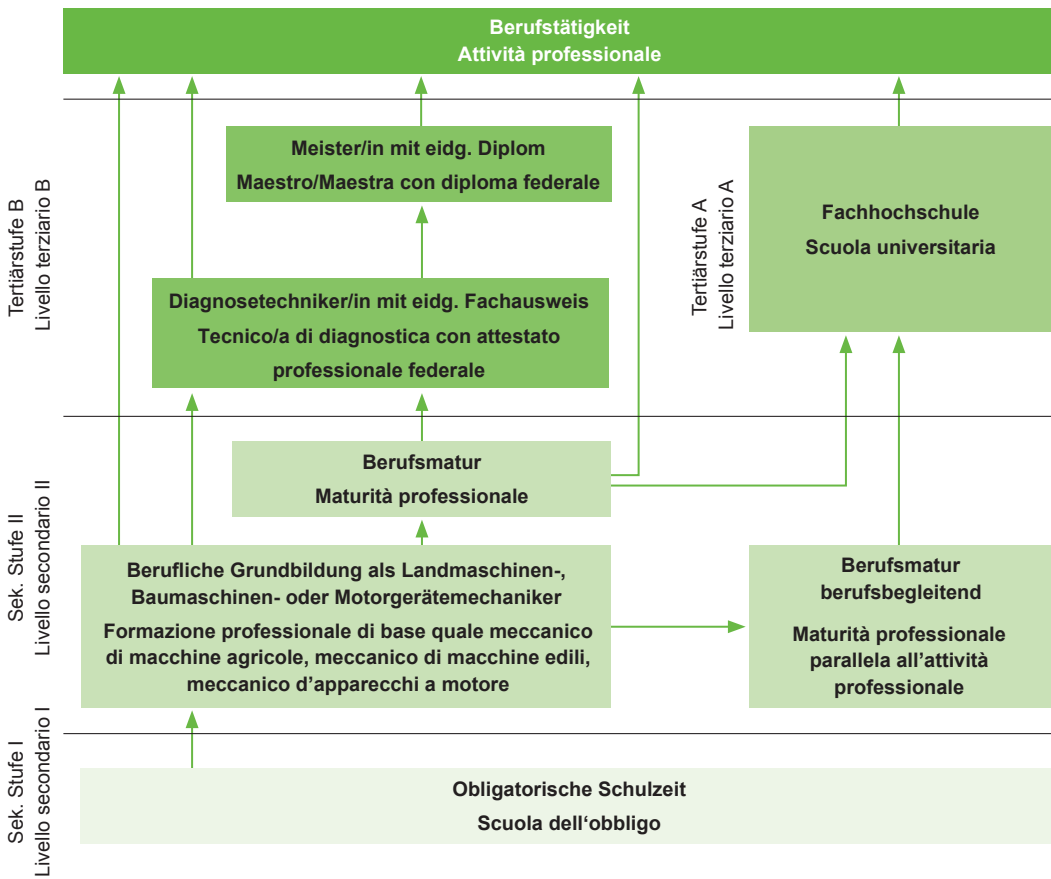 Berufstätigkeit
Attività professionale
Tertiärstufe B
Livello terziario B
Meister/in mit eidg. Diplom
Maestro/Maestra con diploma federale
Tertiärstufe A
Livello terziario A
Fachhochschule
Scuola universitaria
Diagnosetechniker/in mit eidg. Fachausweis
Tecnico/a di diagnostica con attestato
professionale federale
Sek. Stufe II
Livello secondario II
Berufsmatur
Maturità professionale
Berufliche Grundbildung als Landmaschinen-,
Baumaschinen- oder Motorgerätemechaniker
Formazione professionale di base quale meccanico
di macchine agricole, meccanico di macchine edili,
meccanico d'apparecchi a motore
Berufsmatur
berufsbegleitend
Maturità professionale
parallela all'attività
professionale
Sek. Stufe I
Livello secondario I
Obligatorische Schulzeit
Scuola dell‘obbligo